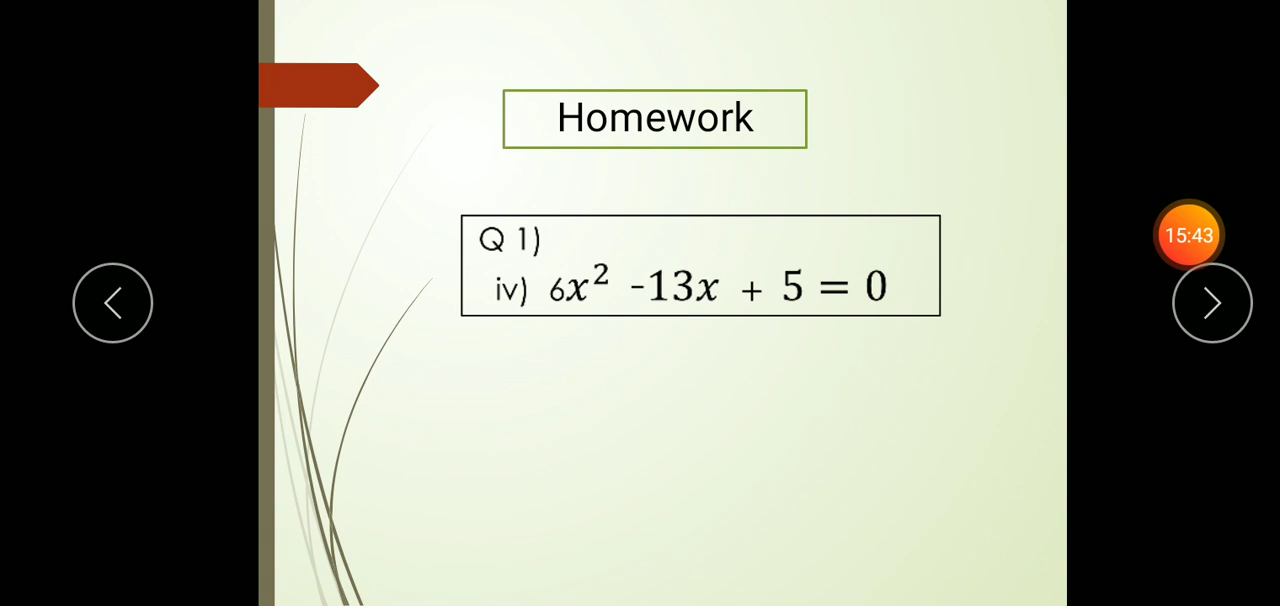 Homework
Q 1)
iv) 6x² -13x + 5 = 0
15:43